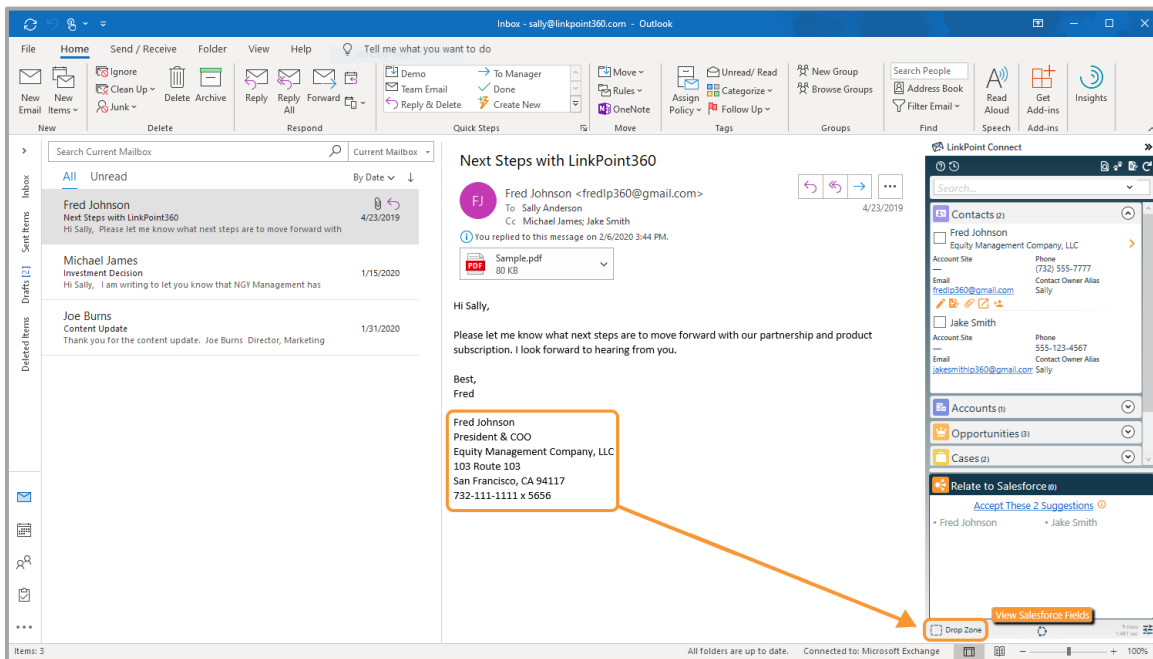 Inbox - sally@linkpoint360.com - Outlook
File Home Send / Receive Folder View Help Tell me what you want to do
New Email
New Items
Ignore
Clean Up
Junk
Delete
Archive
Reply
Reply All
Forward
Demo
Team Email
Reply & Delete
To Manager
Done
Create New
Move
Rules
OneNote
Assign Policy
Unread/ Read
Categorize
Follow Up
New Group
Browse Groups
Search People
Address Book
Filter Email
Read Aloud
Get Add-ins
Insights
New Delete Respond Quick Steps Move Tags Groups Find Speech Add-ins
Inbox
Sent Items
Drafts [2]
Deleted Items
Search Current Mailbox Current Mailbox
All Unread By Date
Fred Johnson
Next Steps with LinkPoint360 4/23/2019
Hi Sally, Please let me know what next steps are to move forward with
Michael James
Investment Decision 1/15/2020
Hi Sally, I am writing to let you know that NGY Management has
Joe Burns
Content Update 1/31/2020
Thank you for the content update. Joe Burns Director, Marketing
Next Steps with LinkPoint360
FJ
Fred Johnson <fredlp360@gmail.com>
To Sally Anderson
Cc Michael James; Jake Smith
4/23/2019
You replied to this message on 2/6/2020 3:44 PM.
PDF
Sample.pdf
80 KB
Hi Sally,
Please let me know what next steps are to move forward with our partnership and product
subscription. I look forward to hearing from you.
Best,
Fred
Fred Johnson
President & COO
Equity Management Company, LLC
103 Route 103
San Francisco, CA 94117
732-111-1111 x 5656
LinkPoint Connect
Search...
Contacts (2)
Fred Johnson
Equity Management Company, LLC
Account Site Phone
— (732) 555-7777
Email Contact Owner Alias
fredlp360@gmail.com Sally
Jake Smith
Account Site Phone
— 555-123-4567
Email Contact Owner Alias
jakesmithlp360@gmail.com Sally
Accounts (1)
Opportunities (3)
Cases (2)
Relate to Salesforce (0)
Accept These 2 Suggestions
• Fred Johnson • Jake Smith
View Salesforce Fields
Drop Zone
9 rows
1.481 sec
Items: 3 All folders are up to date. Connected to: Microsoft Exchange 100%